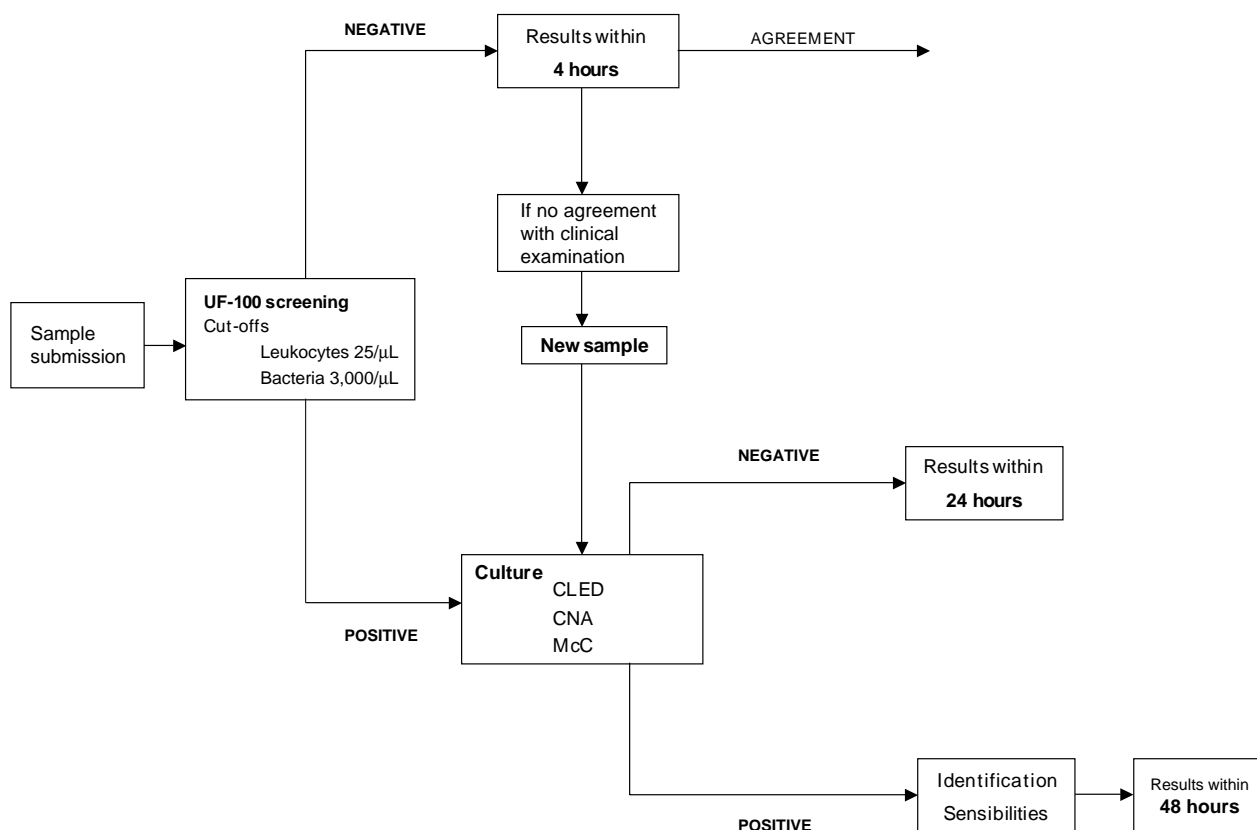 NEGATIVE
Results within
4 hours
AGREEMENT
If no agreement
with clinical
examination
UF-100 screening
Cut-offs
Leukocytes 25/μL
Bacteria 3,000/μL
Sample
submission
New sample
NEGATIVE
Results within
24 hours
Culture
CLED
CNA
McC
POSITIVE
Identification
Sensibilities
Results within
48 hours
POSITIVE